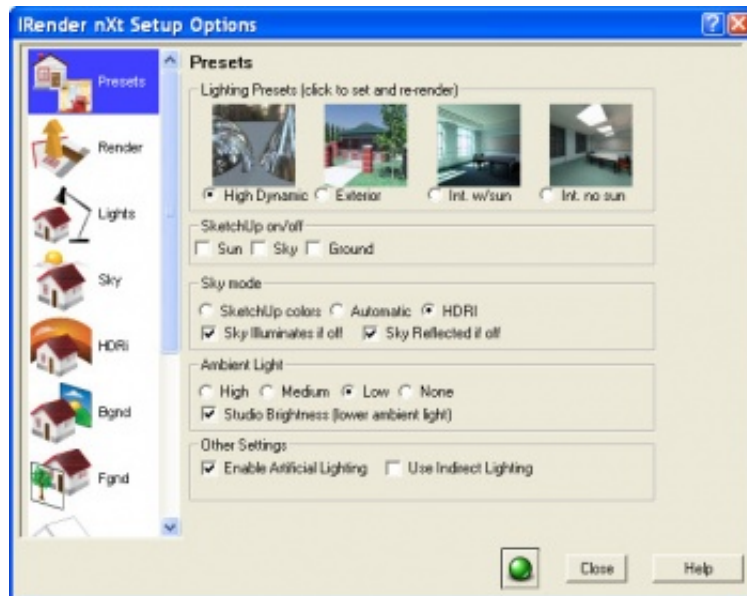 IRender nXt Setup Options
Presets
Render
Lights
Sky
HDRi
Bgnd
Fgnd
Presets
Lighting Presets (click to set and re-render)
High Dynamic Exterior Int. w/sun Int. no sun
SketchUp on/off
Sun Sky Ground
Sky mode
SketchUp colors Automatic HDRI
Sky Illuminates if off Sky Reflected if off
Ambient Light
High Medium Low None
Studio Brightness (lower ambient light)
Other Settings
Enable Artificial Lighting Use Indirect Lighting
Close Help